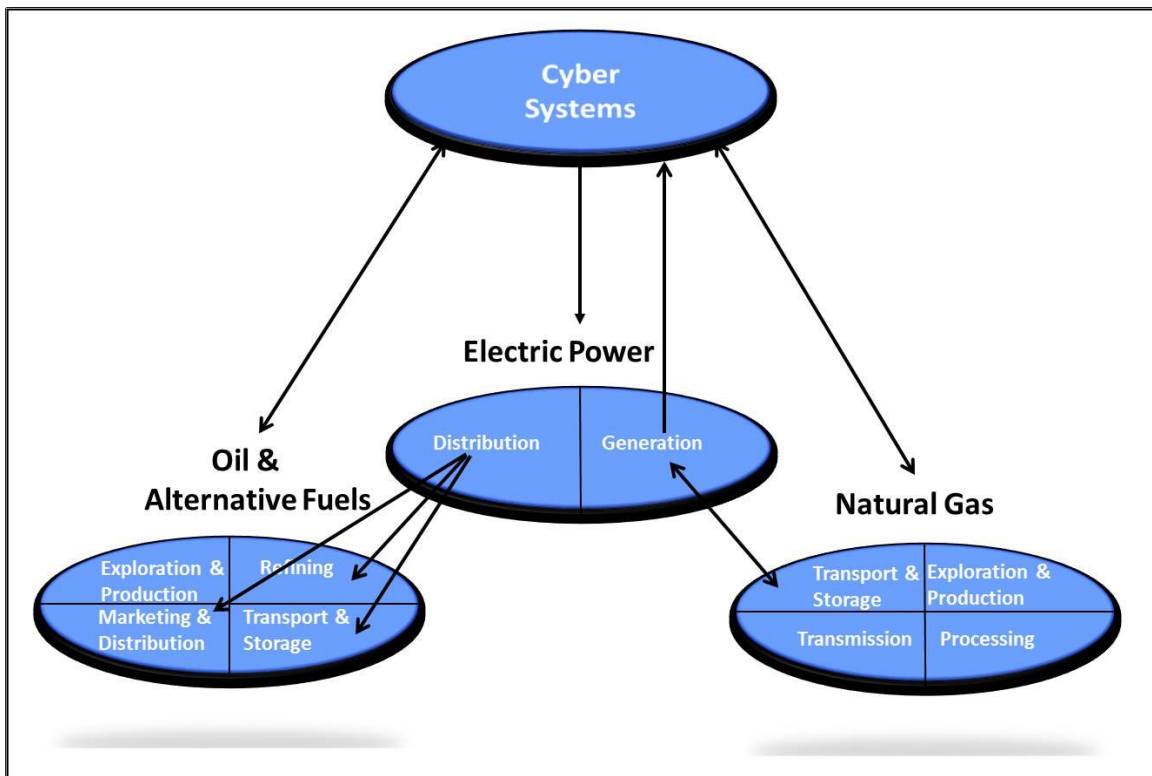 Cyber
Systems
Electric Power
Distribution
Generation
Oil &
Alternative Fuels
Exploration &
Production
Refining
Marketing &
Distribution
Transport &
Storage
Natural Gas
Transport &
Storage
Exploration &
Production
Transmission
Processing